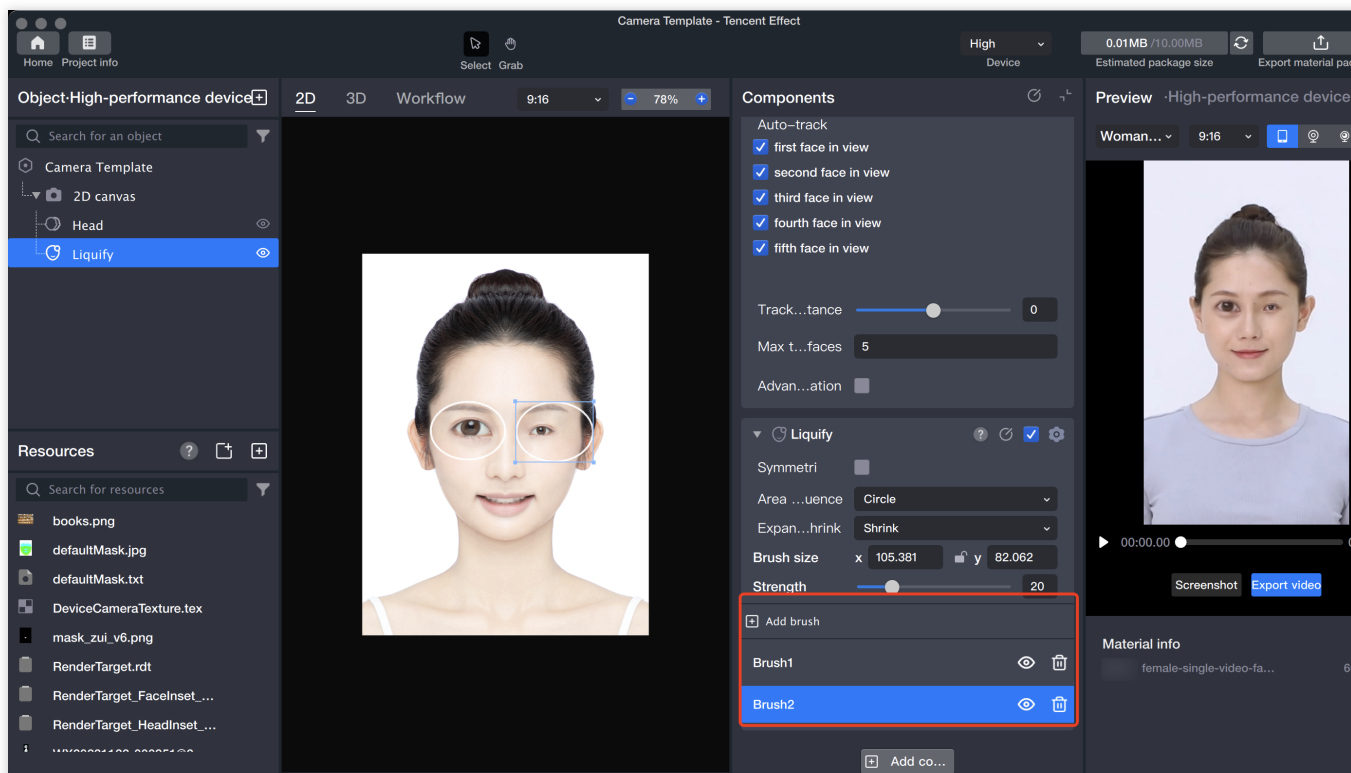 Camera Template - Tencent Effect
Home Project info
Select Grab
High
Device
0.01MB /10.00MB
Estimated package size
Export material pac
Object·High-performance device
Search for an object
Camera Template
2D canvas
Head
Liquify
Resources
Search for resources
books.png
defaultMask.jpg
defaultMask.txt
DeviceCameraTexture.tex
mask_zui_v6.png
RenderTarget.rdt
RenderTarget_FaceInset_...
RenderTarget_HeadInset_...
2D 3D Workflow 9:16 78%
Components
Auto-track
first face in view
second face in view
third face in view
fourth face in view
fifth face in view
Track...tance 0
Max t...faces 5
Advan...ation
Liquify
Symmetri
Area ...uence Circle
Expan...hrink Shrink
Brush size x 105.381 y 82.062
Strength 20
Add brush
Brush1
Brush2
Add co...
Preview ·High-performance device
Woman... 9:16
00:00.00
Screenshot Export video
Material info
female-single-video-fa... 6